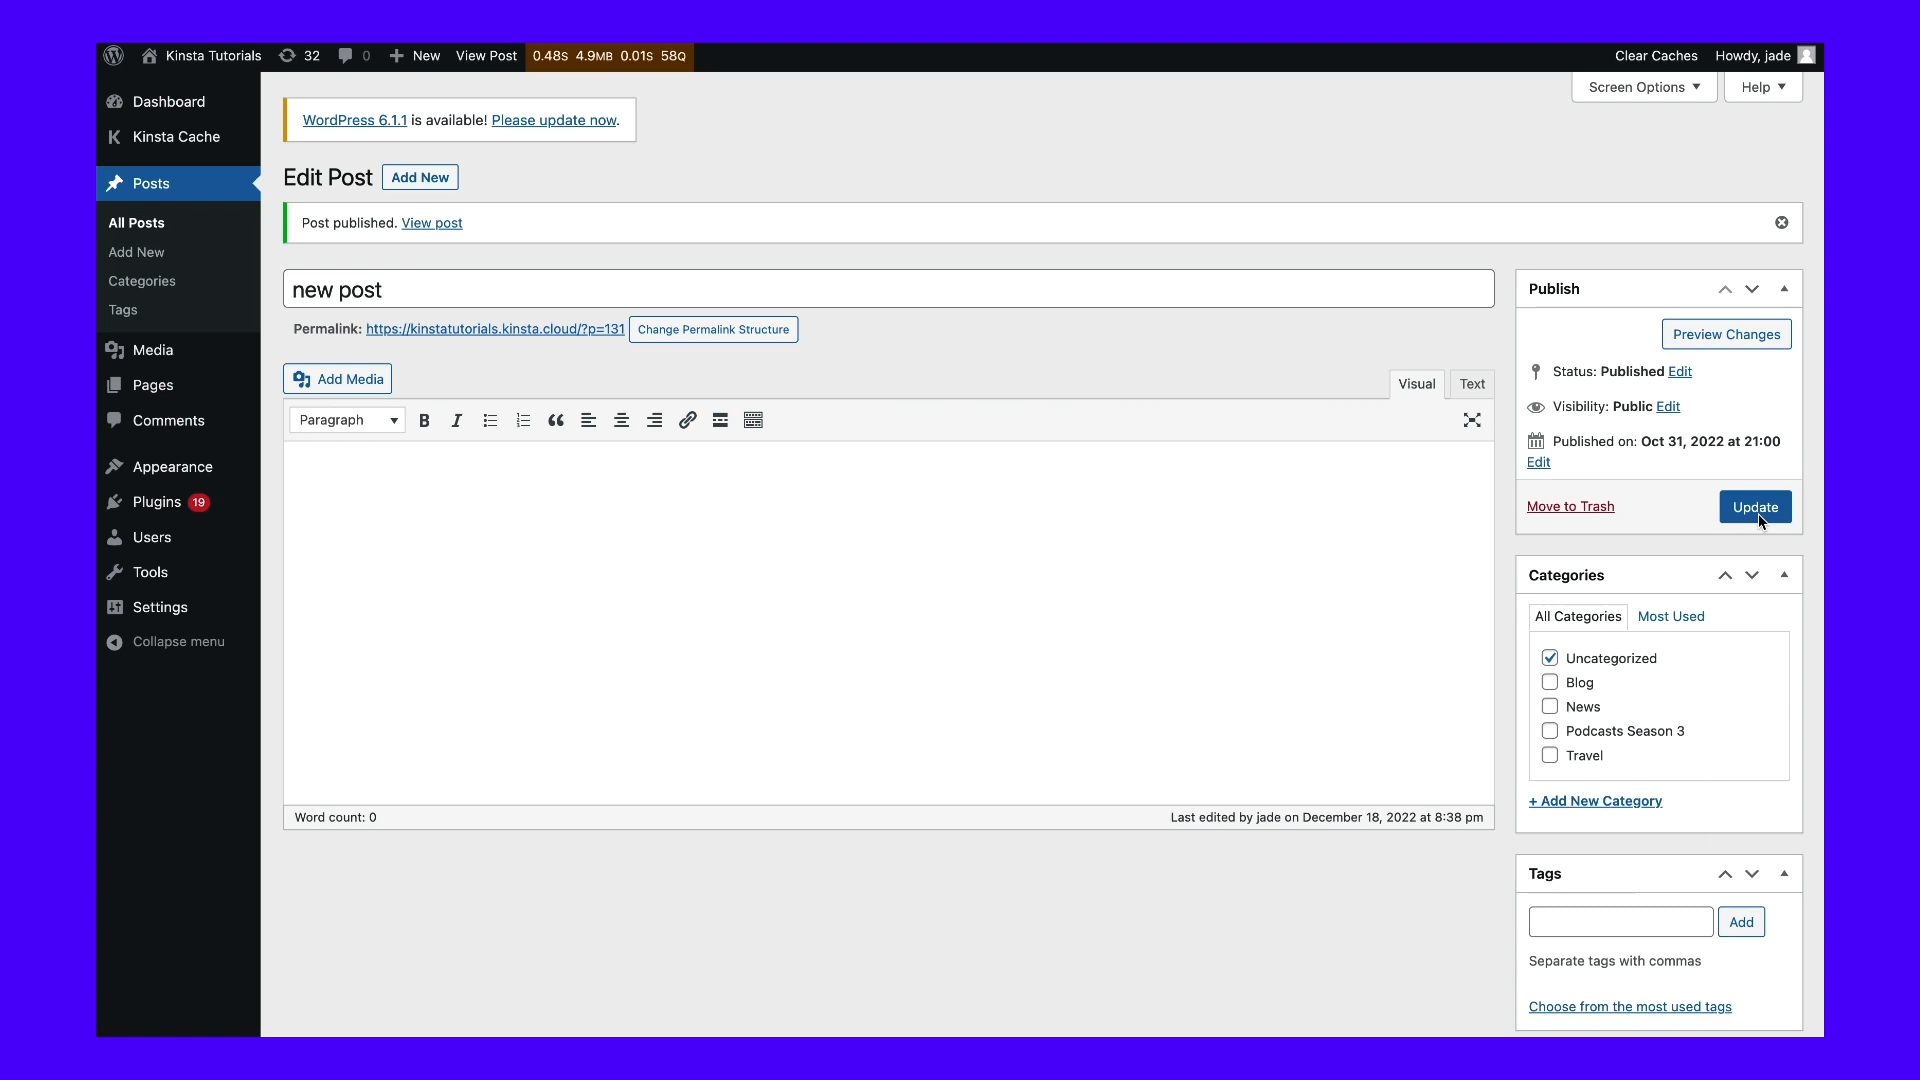 Kinsta Tutorials 32 0 New View Post 0.48S 4.9MB 0.01S 58Q Clear Caches Howdy, jade
Screen Options Help
Dashboard
Kinsta Cache
Posts
All Posts
Add New
Categories
Tags
Media
Pages
Comments
Appearance
Plugins 19
Users
Tools
Settings
Collapse menu
WordPress 6.1.1 is available! Please update now.
Edit Post Add New
Post published. View post
new post
Permalink: https://kinstatutorials.kinsta.cloud/?p=131 Change Permalink Structure
Add Media
Visual Text
Paragraph B I
Word count: 0 Last edited by jade on December 18, 2022 at 8:38 pm
Publish
Preview Changes
Status: Published Edit
Visibility: Public Edit
Published on: Oct 31, 2022 at 21:00
Edit
Move to Trash Update
Categories
All Categories Most Used
Uncategorized
Blog
News
Podcasts Season 3
Travel
+ Add New Category
Tags
Add
Separate tags with commas
Choose from the most used tags